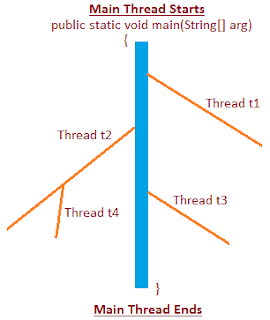 Main Thread Starts
public static void main(String[] arg)
{
Thread t1
Thread t2
Thread t3
Thread t4
}
Main Thread Ends